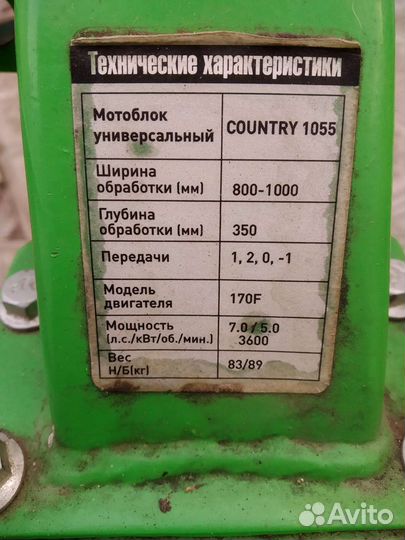 Технические характеристики
Мотоблок
универсальный
COUNTRY 1055
Ширина
обработки (мм)
800-1000
Глубина
обработки (мм)
350
Передачи
1, 2, 0, -1
Модель
двигателя
170F
Мощность
(л.с./кВт/об./мин.)
7.0 / 5.0
3600
Вес
Н/Б(кг)
83/89
Avito